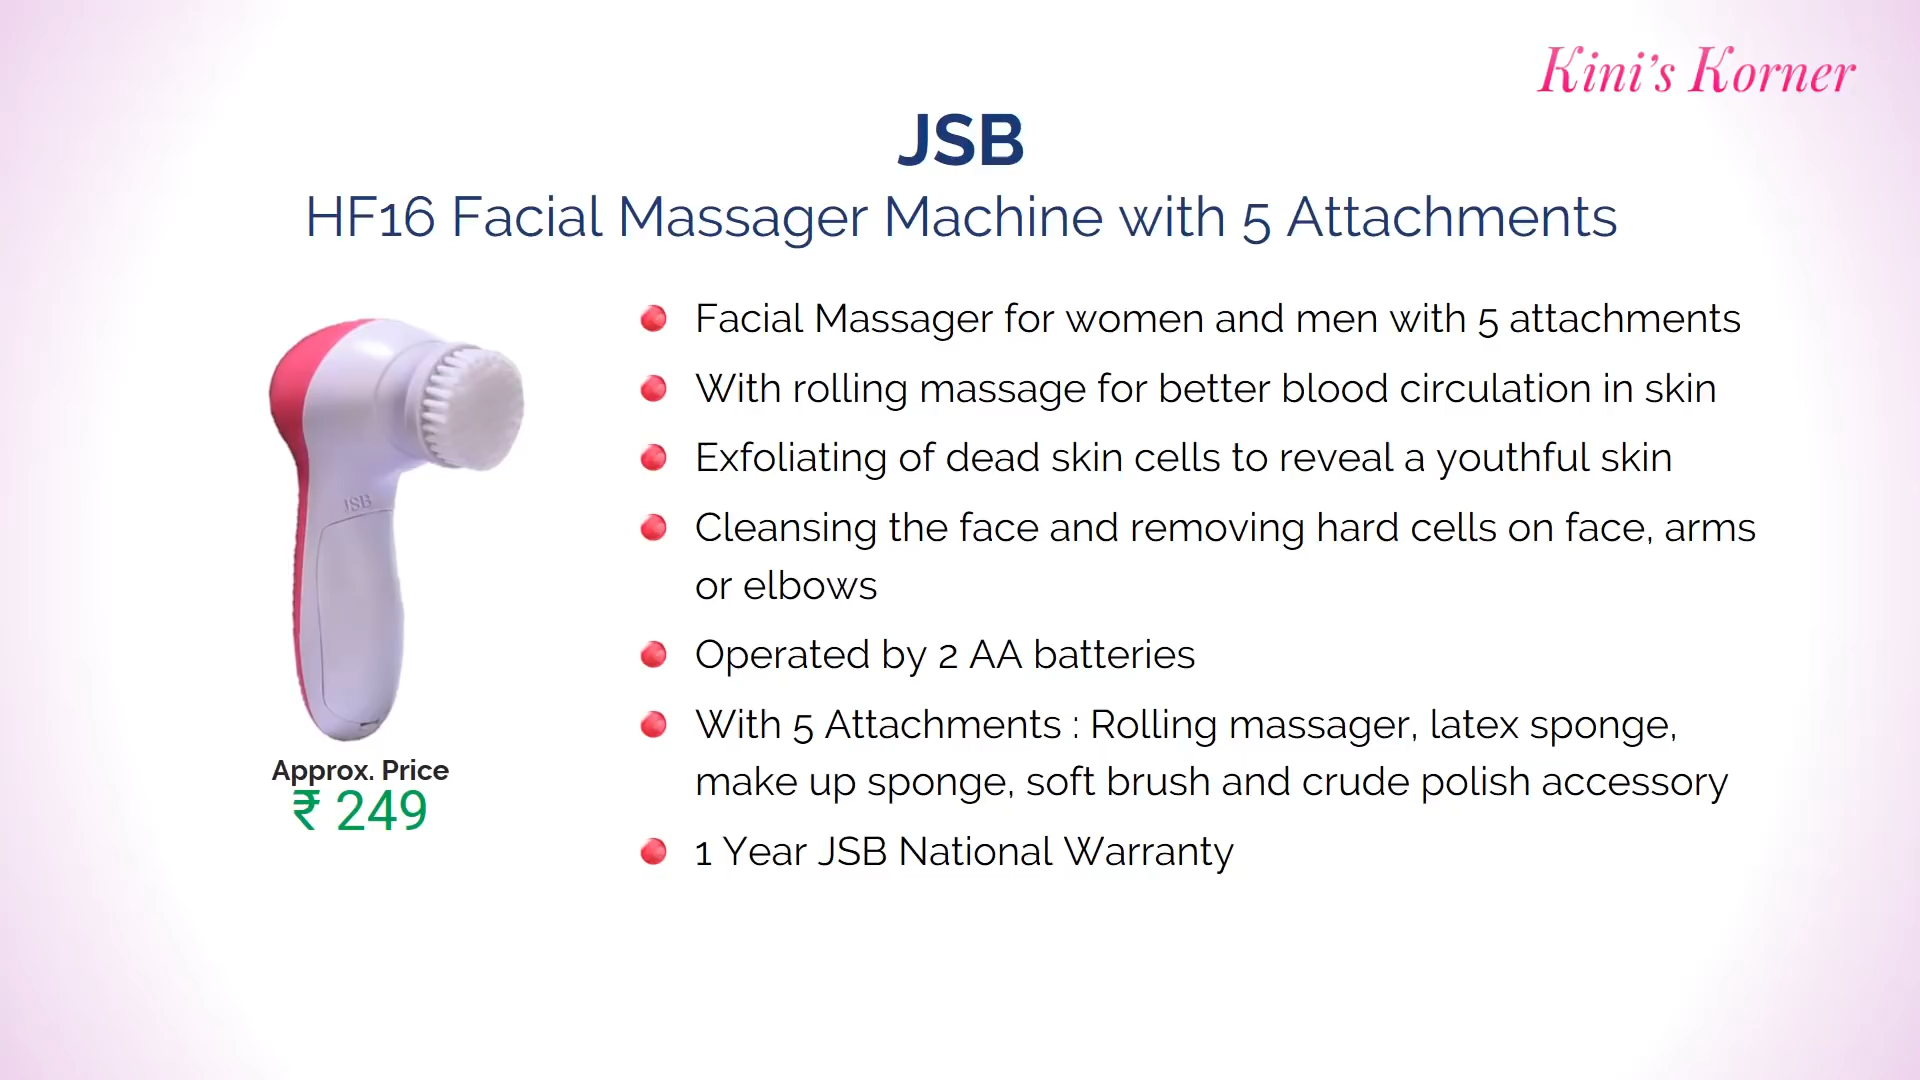 Kini's Korner
JSB
HF16 Facial Massager Machine with 5 Attachments
Facial Massager for women and men with 5 attachments
With rolling massage for better blood circulation in skin
Exfoliating of dead skin cells to reveal a youthful skin
Cleansing the face and removing hard cells on face, arms
or elbows
JSB
Operated by 2 AA batteries
With 5 Attachments : Rolling massager, latex sponge,
make up sponge, soft brush and crude polish accessory
Approx. Price
₹ 249
1 Year JSB National Warranty